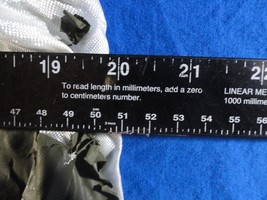 19 20 21 22
To read length in millimeters, add a zero
to centimeters number.
LINEAR ME
1000 millime
47 48 49 50 51 52 53 54 55 56